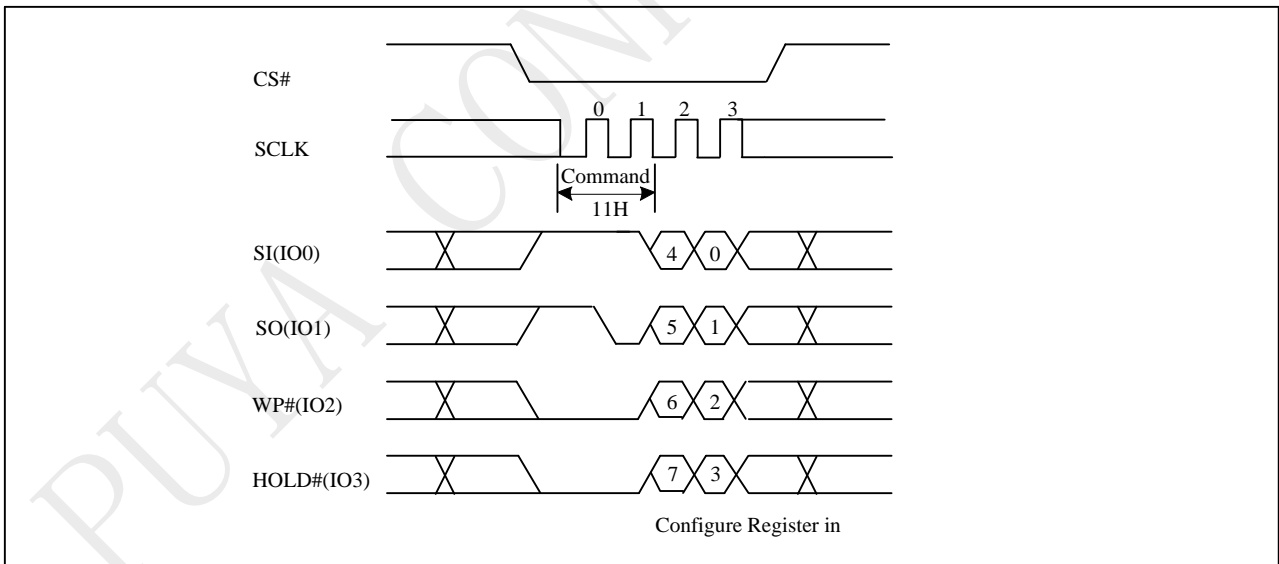 CS#
0 1 2 3
SCLK
Command
11H
SI(IO0)
4 0
SO(IO1)
5 1
WP#(IO2)
6 2
HOLD#(IO3)
7 3
Configure Register in
PUYA